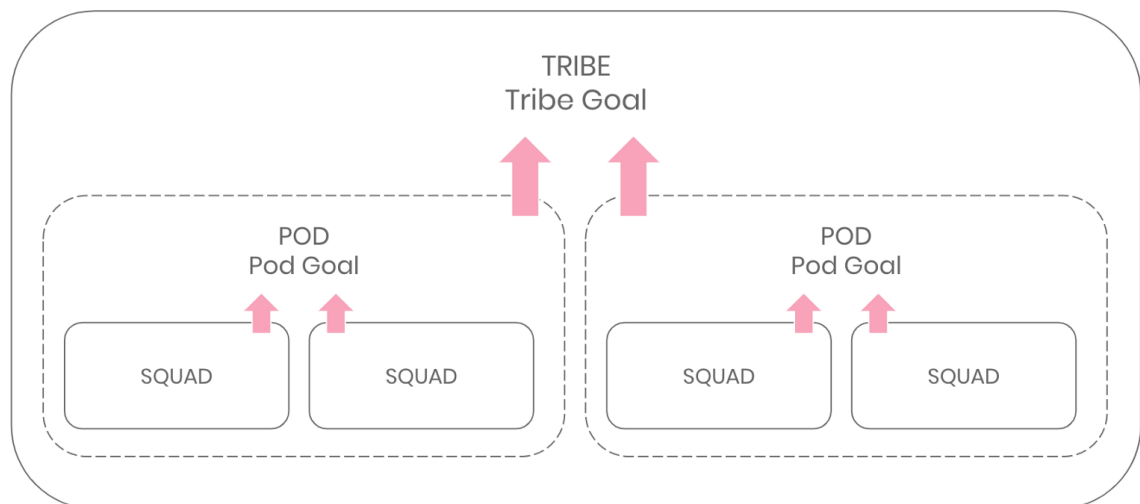 TRIBE
Tribe Goal
POD
Pod Goal
POD
Pod Goal
SQUAD
SQUAD
SQUAD
SQUAD